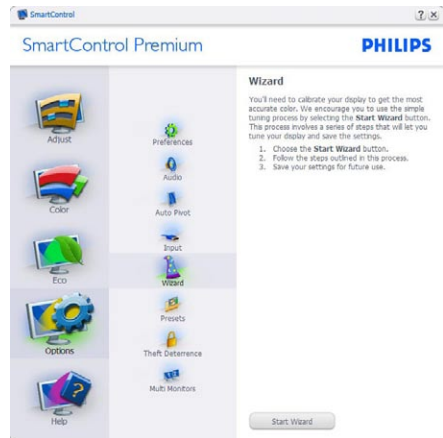 SmartControl
SmartControl Premium
PHILIPS
Adjust
Color
Eco
Options
Help
Preferences
Audio
Auto Pivot
Input
Wizard
Presets
Theft Deterrence
Multi Monitors
Wizard
You'll need to calibrate your display to get the most
accurate color. We encourage you to use the simple
tuning process by selecting the Start Wizard button.
This process involves a series of steps that will let you
tune your display and save the settings.
1. Choose the Start Wizard button.
2. Follow the steps outlined in this process.
3. Save your settings for future use.
Start Wizard